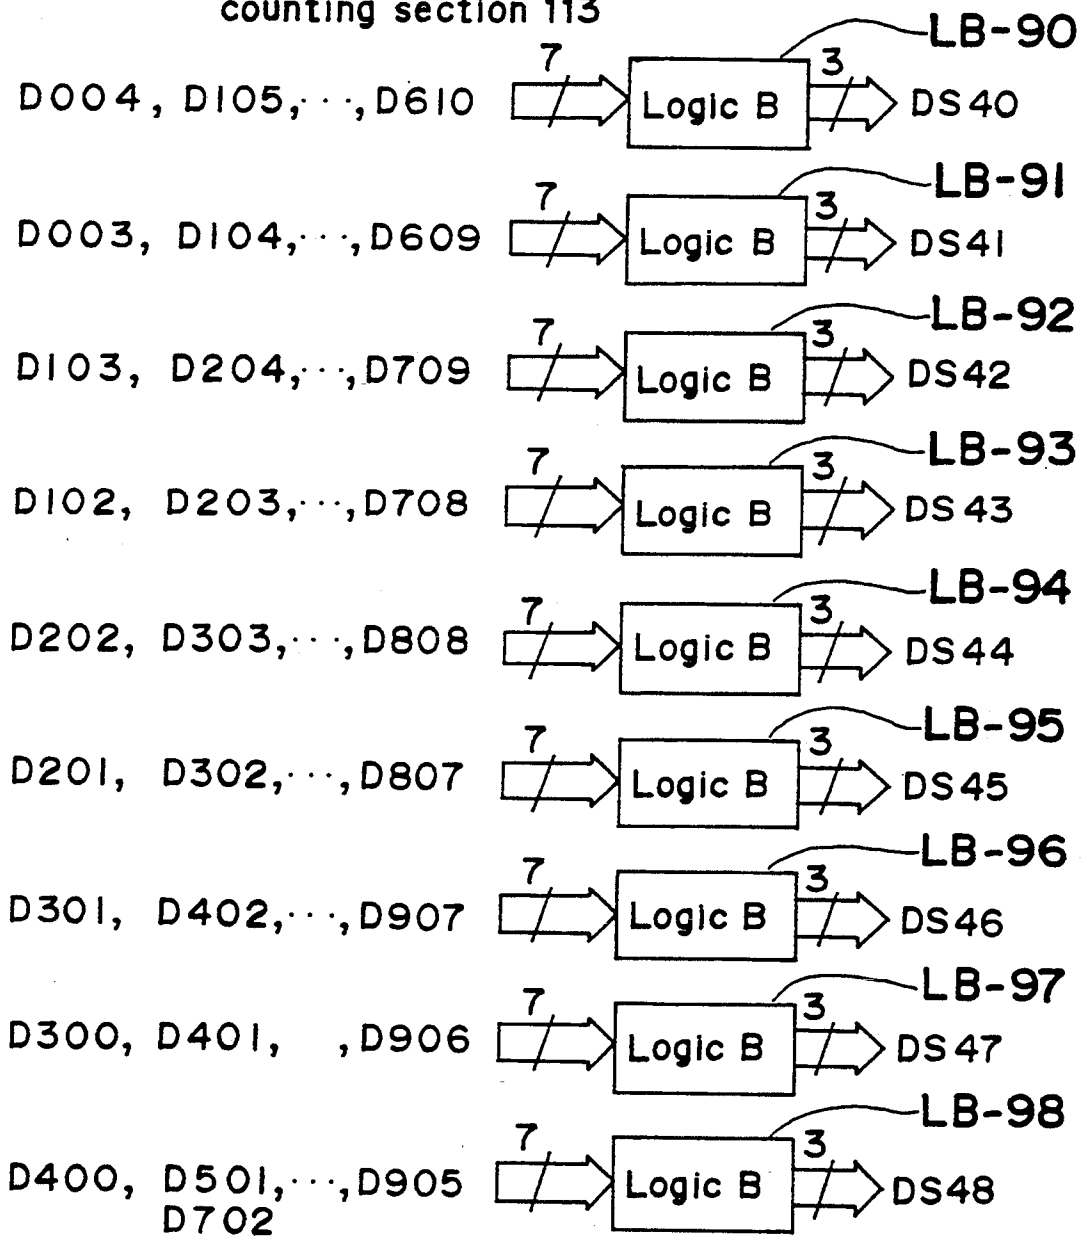 counting section 113
LB-90
D004, D105,···, D610 7 Logic B 3 DS40
LB-91
D003, D104,···, D609 7 Logic B 3 DS41
LB-92
D103, D204,···, D709 7 Logic B 3 DS42
LB-93
D102, D203,···, D708 7 Logic B 3 DS43
LB-94
D202, D303,···, D808 7 Logic B 3 DS44
LB-95
D201, D302,···, D807 7 Logic B 3 DS45
LB-96
D301, D402,···, D907 7 Logic B 3 DS46
LB-97
D300, D401, , D906 7 Logic B 3 DS47
LB-98
D400, D501,···, D905 7 Logic B 3 DS48
D702